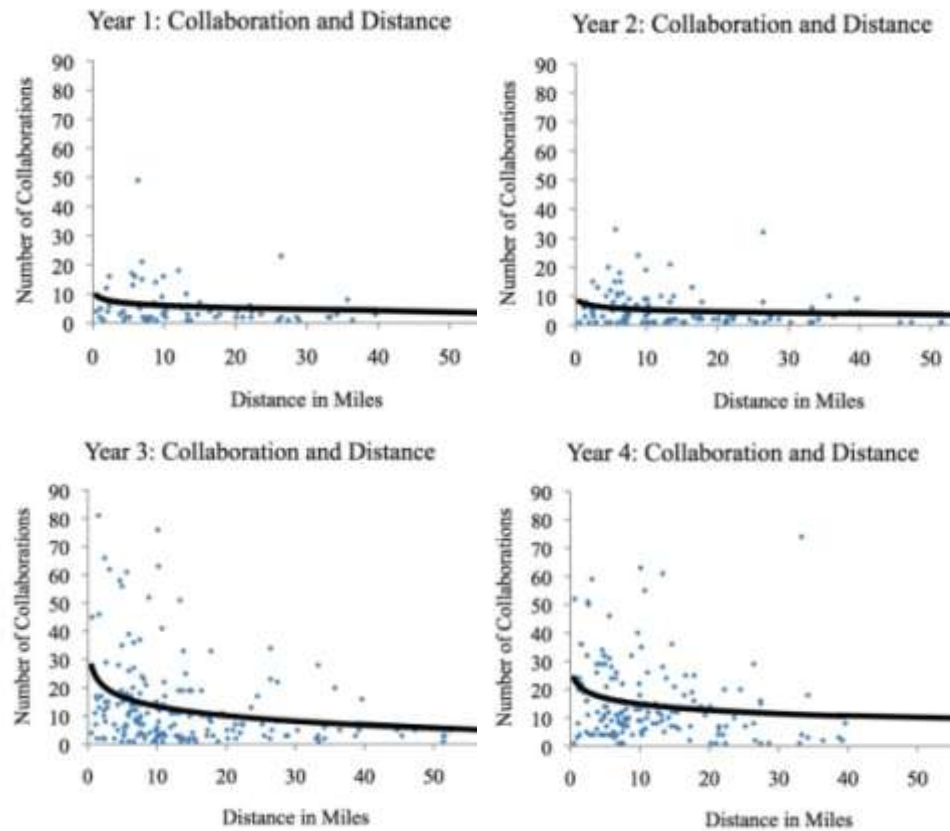 Year 1: Collaboration and Distance
Number of Collaborations
90
80
70
60
50
40
30
20
10
0
0 10 20 30 40 50
Distance in Miles
Year 2: Collaboration and Distance
Number of Collaborations
90
80
70
60
50
40
30
20
10
0
0 10 20 30 40 50
Distance in Miles
Year 3: Collaboration and Distance
Number of Collaborations
90
80
70
60
50
40
30
20
10
0
0 10 20 30 40 50
Distance in Miles
Year 4: Collaboration and Distance
Number of Collaborations
90
80
70
60
50
40
30
20
10
0
0 10 20 30 40 50
Distance in Miles